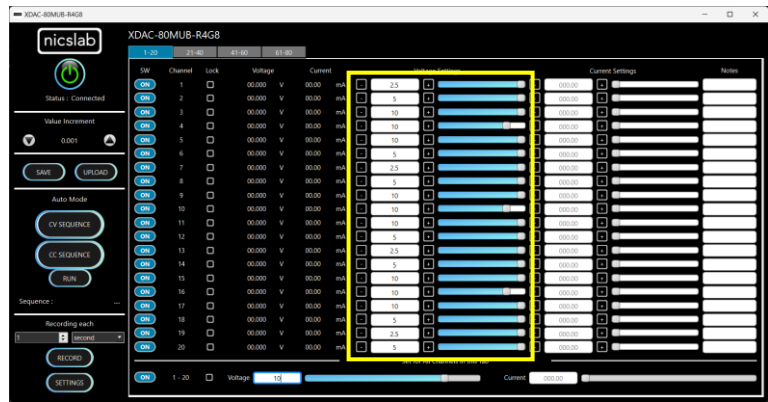 XDAC-80MUB-R4G8
nicslab
XDAC-80MUB-R4G8
1-20 21-40 41-60 61-80
Status : Connected
Value Increment
0.001
SAVE UPLOAD
Auto Mode
CV SEQUENCE
CC SEQUENCE
RUN
Sequence : ...
Recording each
1 second
RECORD
SETTINGS
SW Channel Lock Voltage Current Voltage Settings Current Settings Notes
ON 1 00.000 V 00.00 mA - 2.5 + - 000.00 +
ON 2 00.000 V 00.00 mA - 5 + - 000.00 +
ON 3 00.000 V 00.00 mA - 10 + - 000.00 +
ON 4 00.000 V 00.00 mA - 10 + - 000.00 +
ON 5 00.000 V 00.00 mA - 10 + - 000.00 +
ON 6 00.000 V 00.00 mA - 5 + - 000.00 +
ON 7 00.000 V 00.00 mA - 2.5 + - 000.00 +
ON 8 00.000 V 00.00 mA - 5 + - 000.00 +
ON 9 00.000 V 00.00 mA - 10 + - 000.00 +
ON 10 00.000 V 00.00 mA - 10 + - 000.00 +
ON 11 00.000 V 00.00 mA - 10 + - 000.00 +
ON 12 00.000 V 00.00 mA - 5 + - 000.00 +
ON 13 00.000 V 00.00 mA - 2.5 + - 000.00 +
ON 14 00.000 V 00.00 mA - 5 + - 000.00 +
ON 15 00.000 V 00.00 mA - 10 + - 000.00 +
ON 16 00.000 V 00.00 mA - 10 + - 000.00 +
ON 17 00.000 V 00.00 mA - 10 + - 000.00 +
ON 18 00.000 V 00.00 mA - 5 + - 000.00 +
ON 19 00.000 V 00.00 mA - 2.5 + - 000.00 +
ON 20 00.000 V 00.00 mA - 5 + - 000.00 +
Set for All Channels in this Tab
ON 1 - 20 Voltage 10 Current 000.00